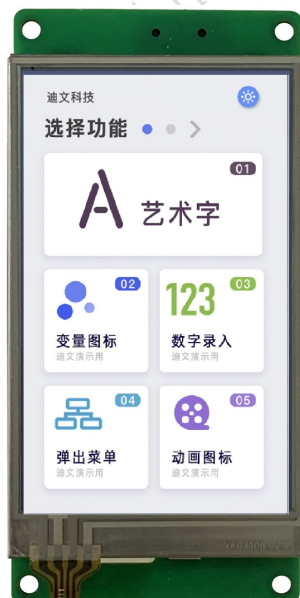 迪文科技
选择功能
01
A 艺术字
02
变量图标
迪文演示用
123
03
数字录入
迪文演示用
04
弹出菜单
迪文演示用
05
动画图标
迪文演示用